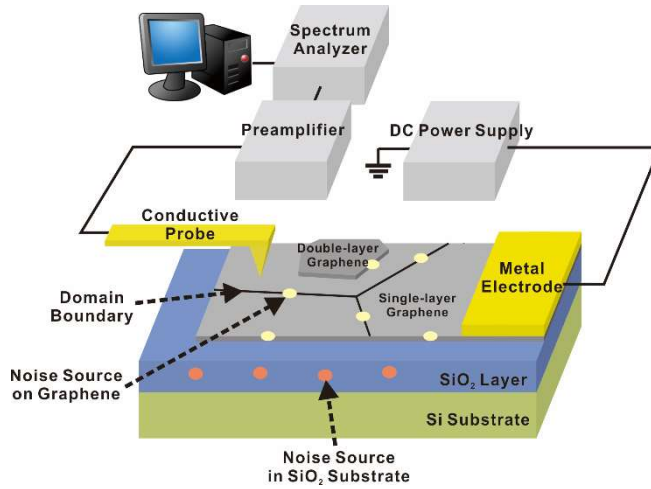 Spectrum
Analyzer
Preamplifier
DC Power Supply
Conductive
Probe
Double-layer
Graphene
Metal
Electrode
Single-layer
Graphene
Domain
Boundary
Noise Source
on Graphene
SiO₂ Layer
Si Substrate
Noise Source
in SiO₂ Substrate